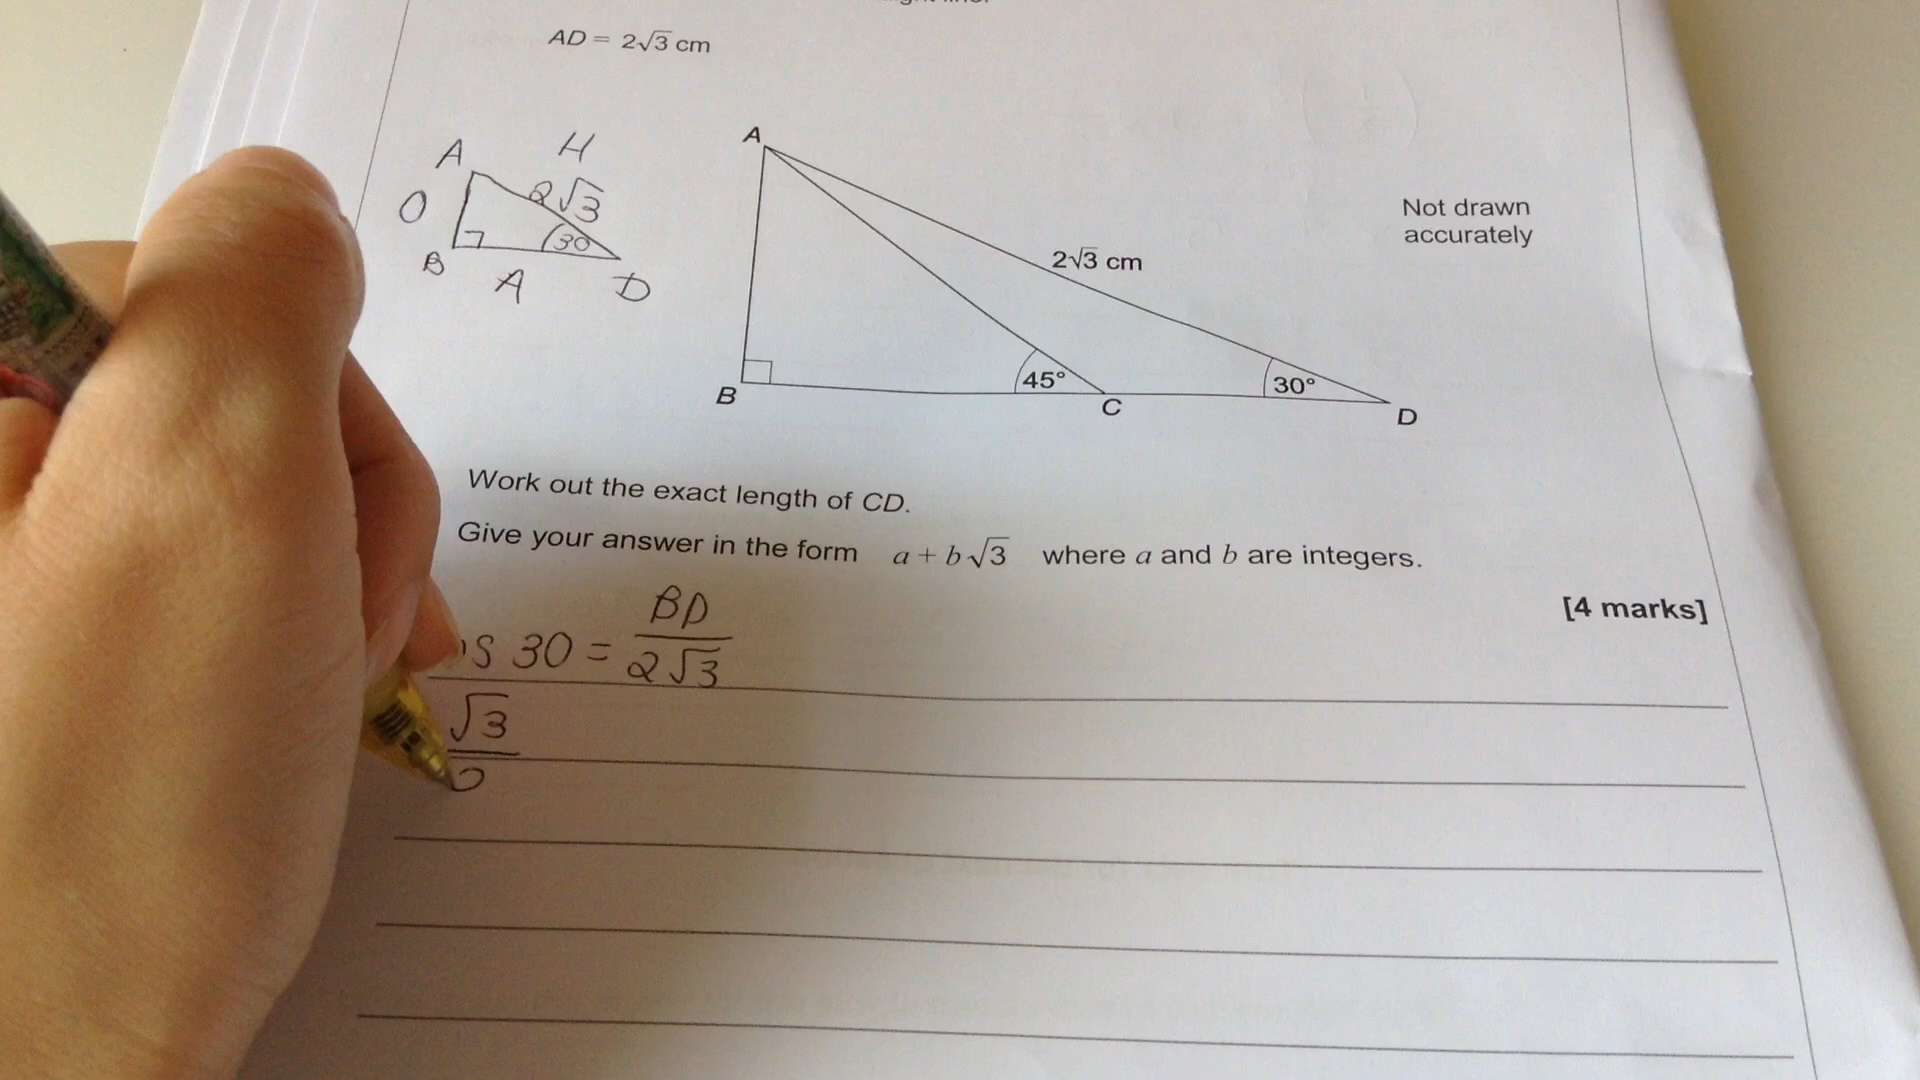 AD = 2√3 cm
A
H
O
2√3
30
B
A
D
A
2√3 cm
Not drawn
accurately
B
45°
C
30°
D
Work out the exact length of CD.
Give your answer in the form a + b√3 where a and b are integers.
[4 marks]
s 30 = BD / 2√3
√3